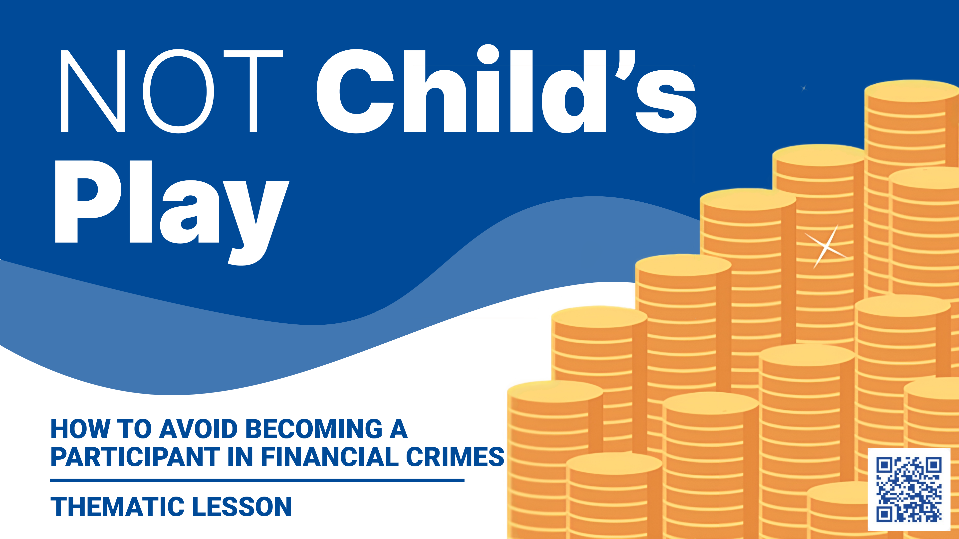 NOT Child’s
Play
HOW TO AVOID BECOMING A
PARTICIPANT IN FINANCIAL CRIMES
THEMATIC LESSON